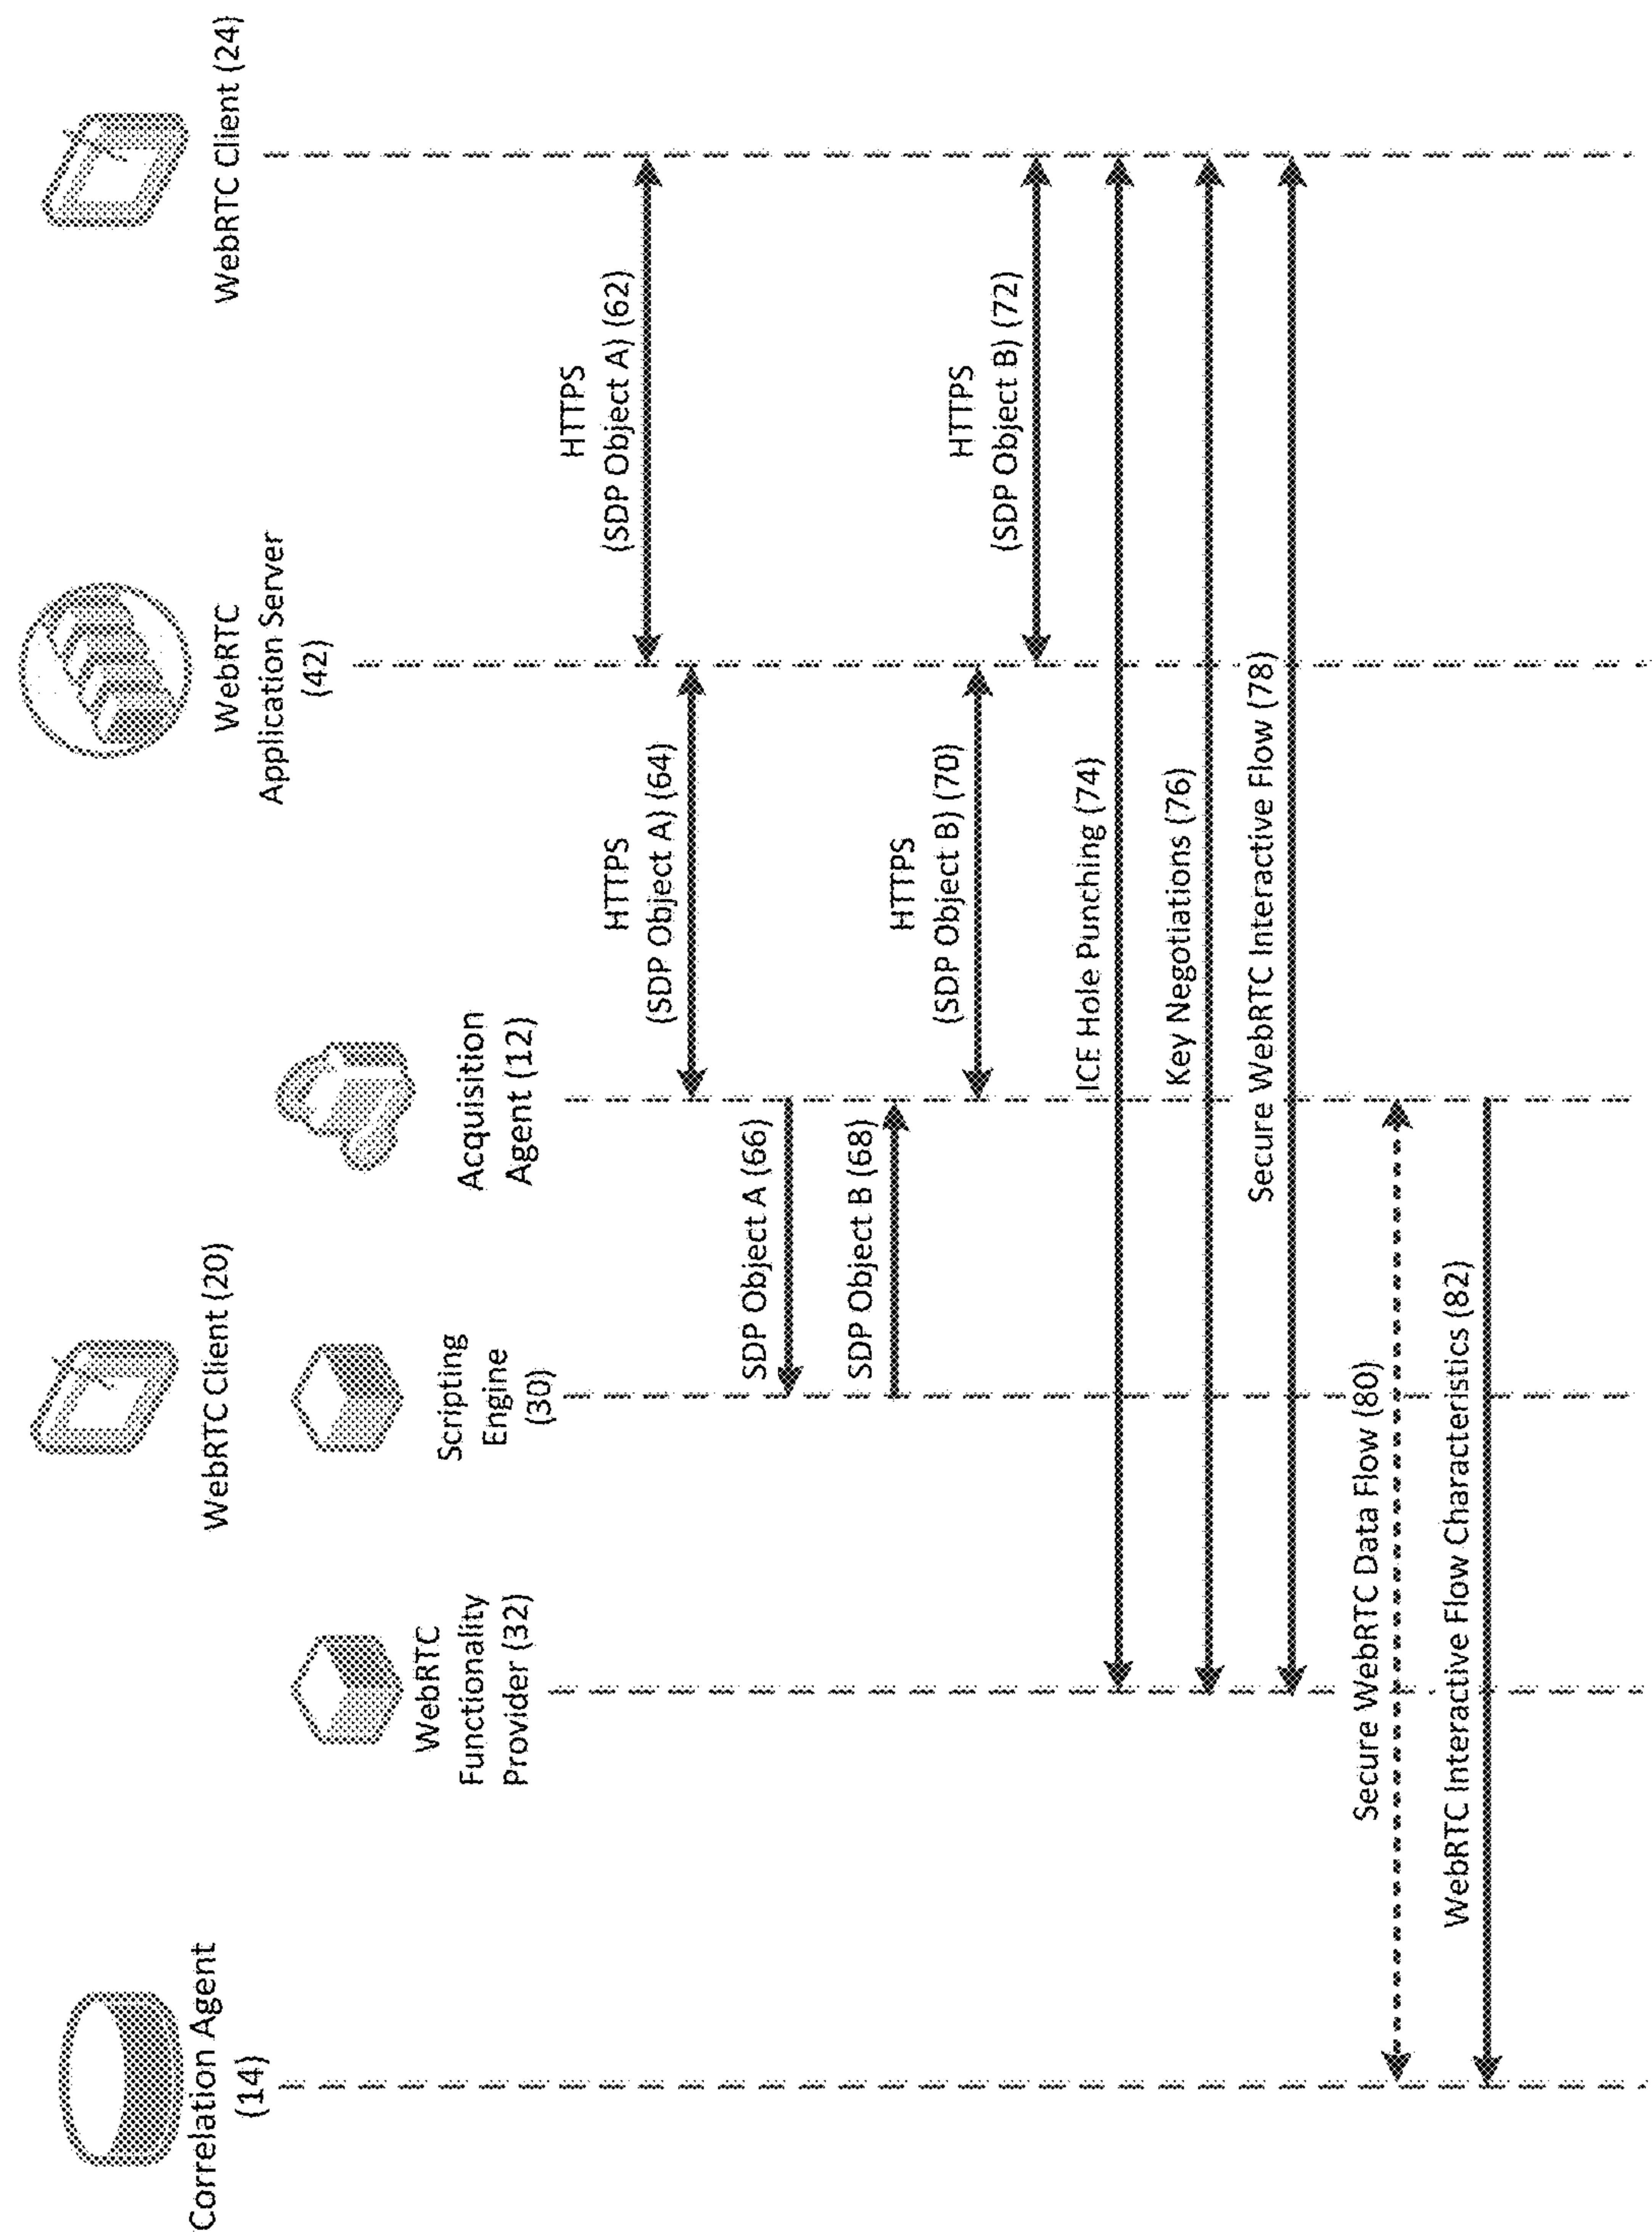 Correlation Agent
(14)
WebRTC Client (20)
WebRTC
Functionality
Provider (32)
Scripting
Engine
(30)
Acquisition
Agent (12)
WebRTC
Application Server
(42)
WebRTC Client (24)
HTTPS
(SDP Object A) (62)
HTTPS
(SDP Object A) (64)
SDP Object A (66)
SDP Object B (68)
HTTPS
(SDP Object B) (70)
HTTPS
(SDP Object B) (72)
ICE Hole Punching (74)
Key Negotiations (76)
Secure WebRTC Interactive Flow (78)
Secure WebRTC Data Flow (80)
WebRTC Interactive Flow Characteristics (82)